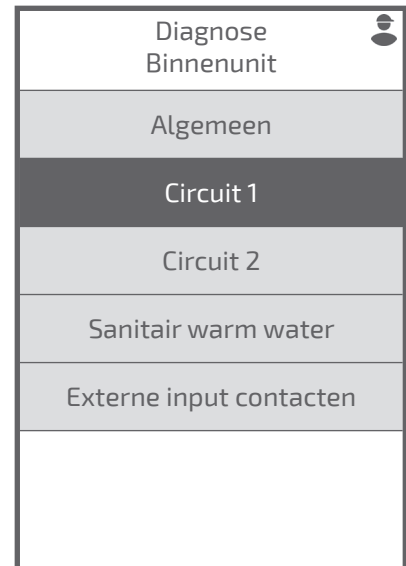 Diagnose
Binnenunit
Algemeen
Circuit 1
Circuit 2
Sanitair warm water
Externe input contacten